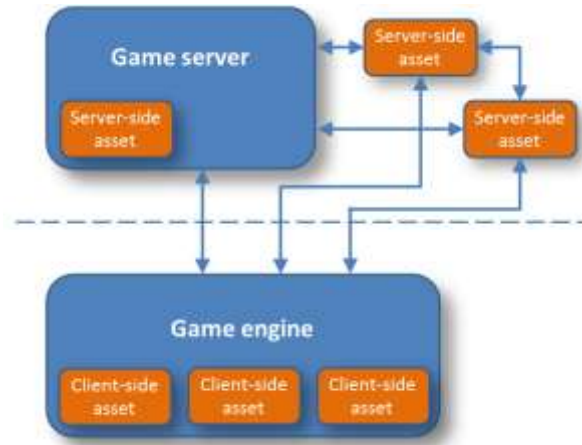 Game server
Server-side
asset
Server-side
asset
Server-side
asset
Game engine
Client-side
asset
Client-side
asset
Client-side
asset